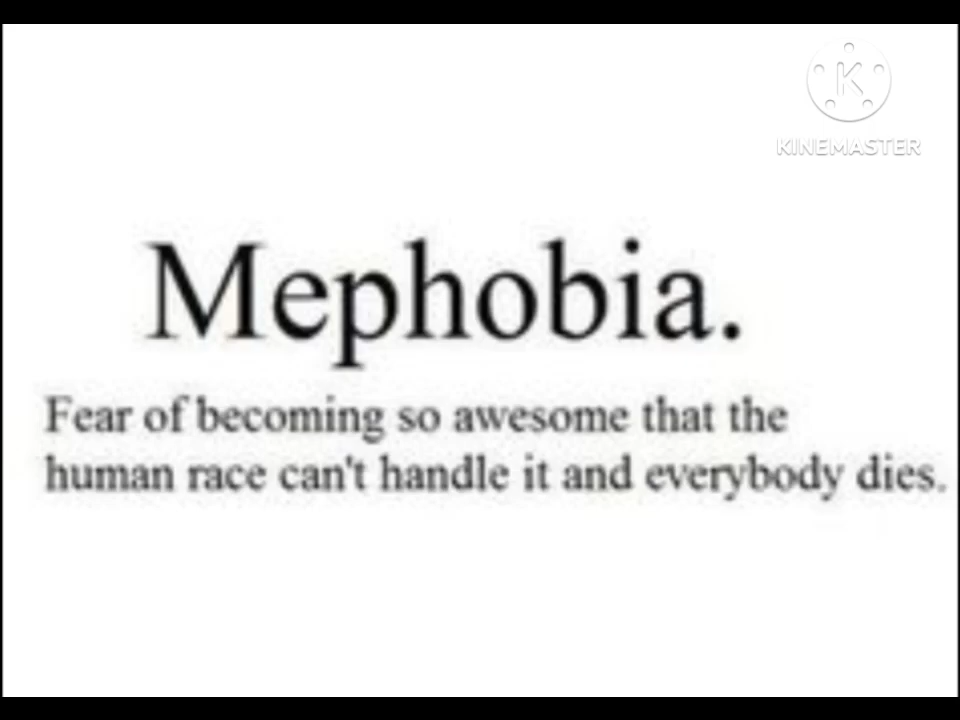 K
KINEMASTER
Mephobia.
Fear of becoming so awesome that the
human race can't handle it and everybody dies.